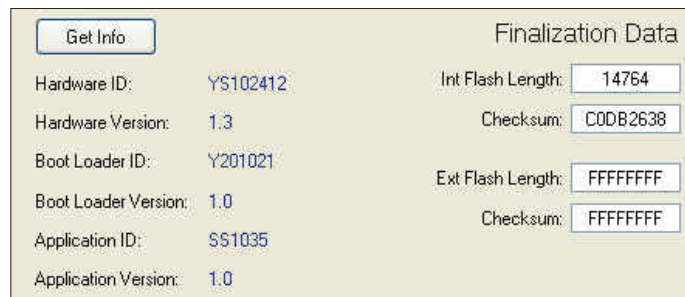 Get Info
Hardware ID: YS102412
Hardware Version: 1.3
Boot Loader ID: Y201021
Boot Loader Version: 1.0
Application ID: SS1035
Application Version: 1.0
Finalization Data
Int Flash Length: 14764
Checksum: C0DB2638
Ext Flash Length: FFFFFFFF
Checksum: FFFFFFFF